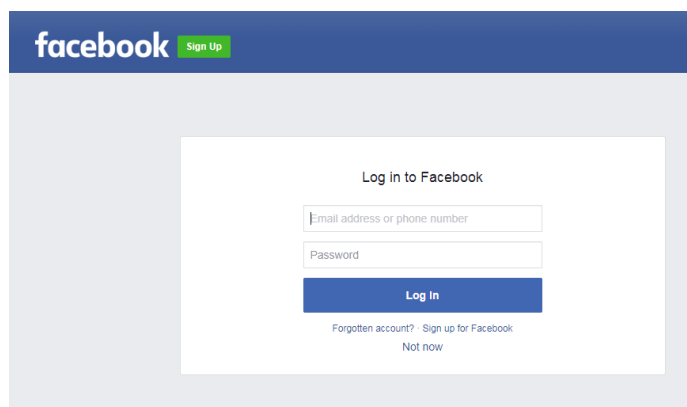 facebook Sign Up
Log in to Facebook
Email address or phone number
Password
Log In
Forgotten account? · Sign up for Facebook
Not now